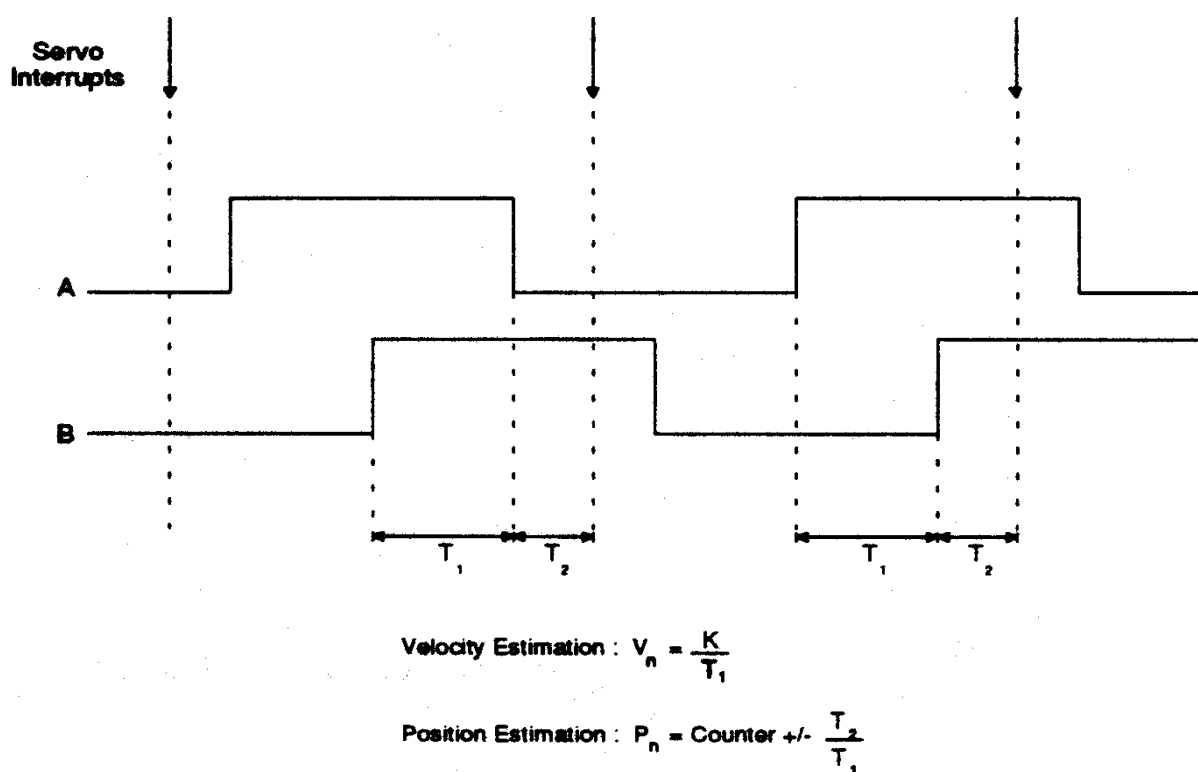 Servo
Interrupts
A
B
T₁ T₂ T₁ T₂
Velocity Estimation : Vₙ = K/T₁
Position Estimation : Pₙ = Counter +/- T₂/T₁